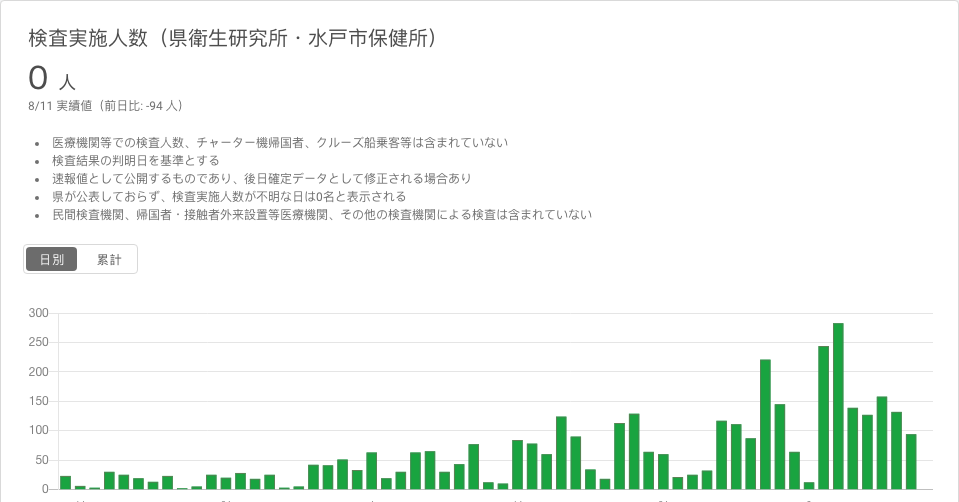 検査実施人数（県衛生研究所・水戸市保健所）
0 人
8/11 実績値（前日比: -94 人）
• 医療機関等での検査人数、チャーター機帰国者、クルーズ船乗客等は含まれていない
• 検査結果の判明日を基準とする
• 速報値として公開するものであり、後日確定データとして修正される場合あり
• 県が公表しておらず、検査実施人数が不明な日は0名と表示される
• 民間検査機関、帰国者・接触者外来設置等医療機関、その他の検査機関による検査は含まれていない
日別 累計
300
250
200
150
100
50
0